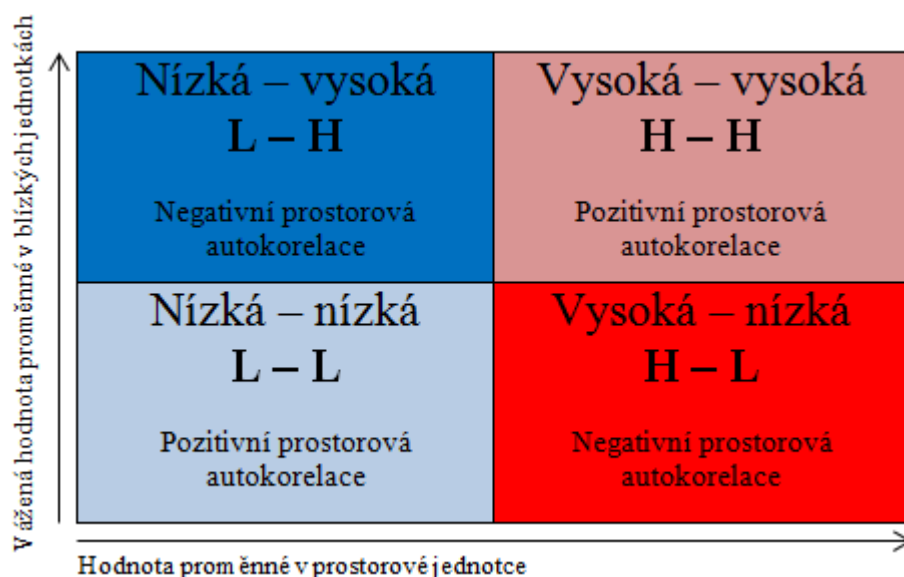 Vážená hodnota proměnné v blízkých jednotkách
Nízká – vysoká
L – H
Negativní prostorová
autokorelace
Vysoká – vysoká
H – H
Pozitivní prostorová
autokorelace
Nízká – nízká
L – L
Pozitivní prostorová
autokorelace
Vysoká – nízká
H – L
Negativní prostorová
autokorelace
Hodnota proměnné v prostorové jednotce